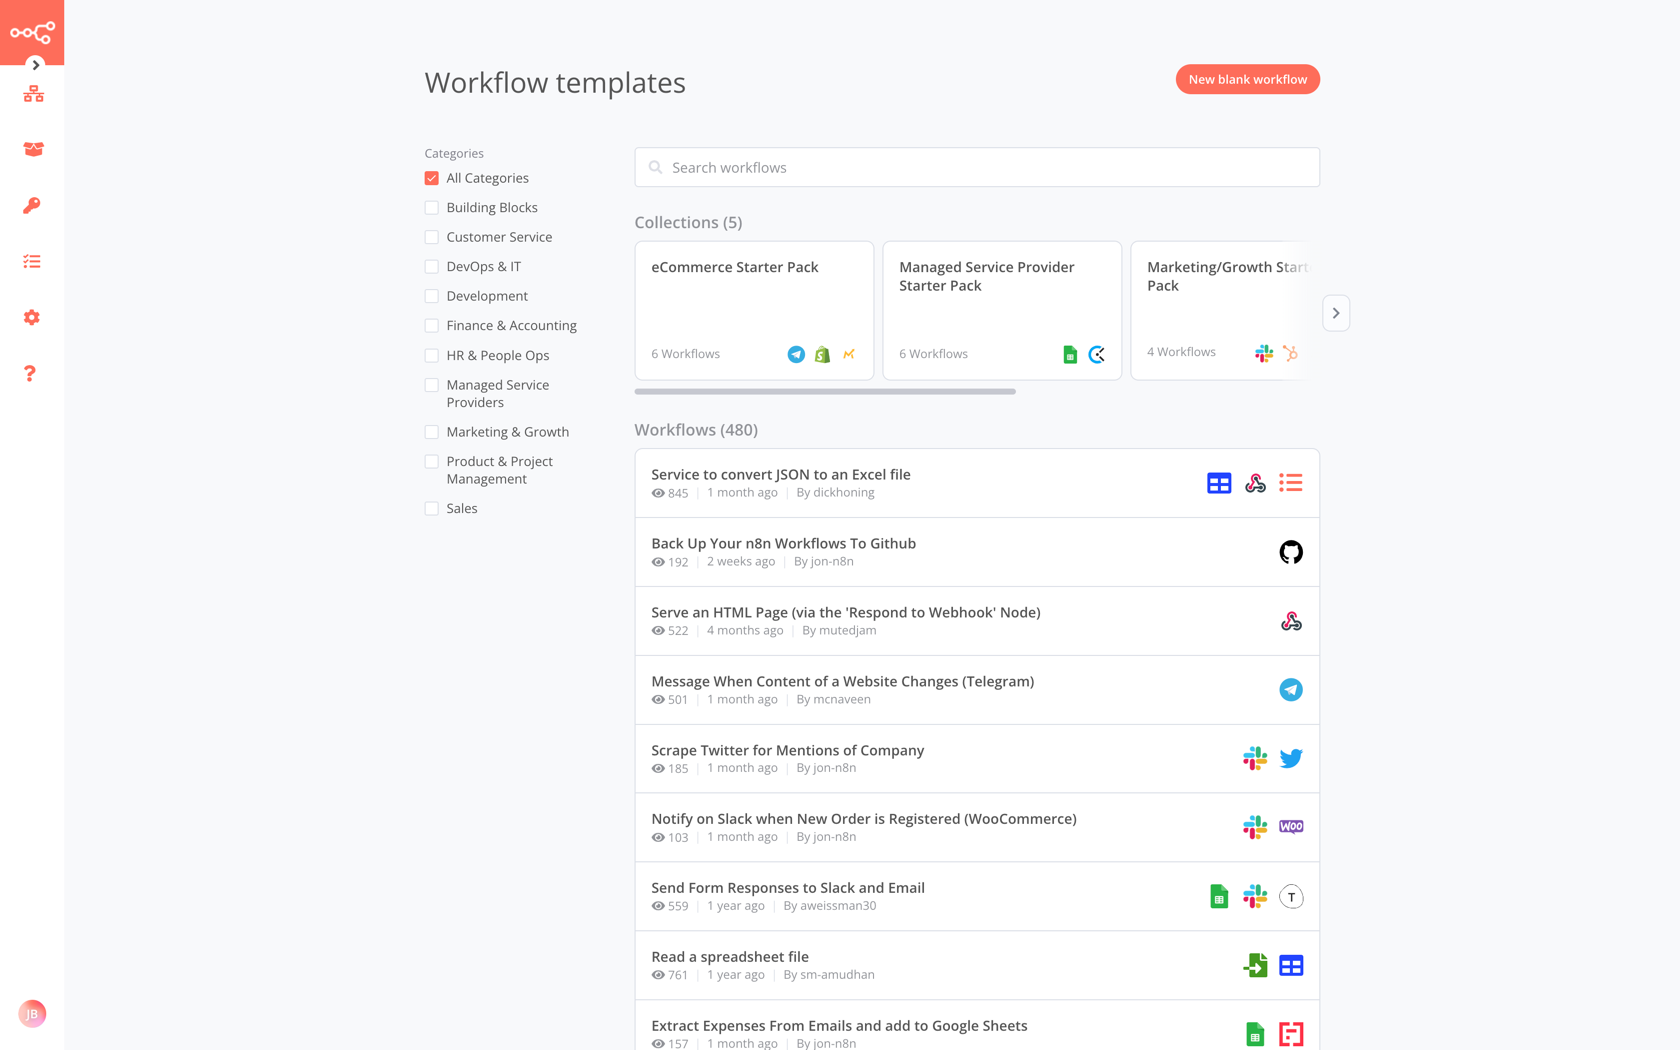 Workflow templates
New blank workflow
Categories
All Categories
Building Blocks
Customer Service
DevOps & IT
Development
Finance & Accounting
HR & People Ops
Managed Service
Providers
Marketing & Growth
Product & Project
Management
Sales
Search workflows
Collections (5)
eCommerce Starter Pack
6 Workflows
Managed Service Provider
Starter Pack
6 Workflows
Marketing/Growth Start
Pack
4 Workflows
Workflows (480)
Service to convert JSON to an Excel file
845 | 1 month ago | By dickhoning
Back Up Your n8n Workflows To Github
192 | 2 weeks ago | By jon-n8n
Serve an HTML Page (via the 'Respond to Webhook' Node)
522 | 4 months ago | By mutedjam
Message When Content of a Website Changes (Telegram)
501 | 1 month ago | By mcnaveen
Scrape Twitter for Mentions of Company
185 | 1 month ago | By jon-n8n
Notify on Slack when New Order is Registered (WooCommerce)
103 | 1 month ago | By jon-n8n
WOO
Send Form Responses to Slack and Email
559 | 1 year ago | By aweissman30
T
Read a spreadsheet file
761 | 1 year ago | By sm-amudhan
Extract Expenses From Emails and add to Google Sheets
157 | 1 month ago | By jon-n8n
JB